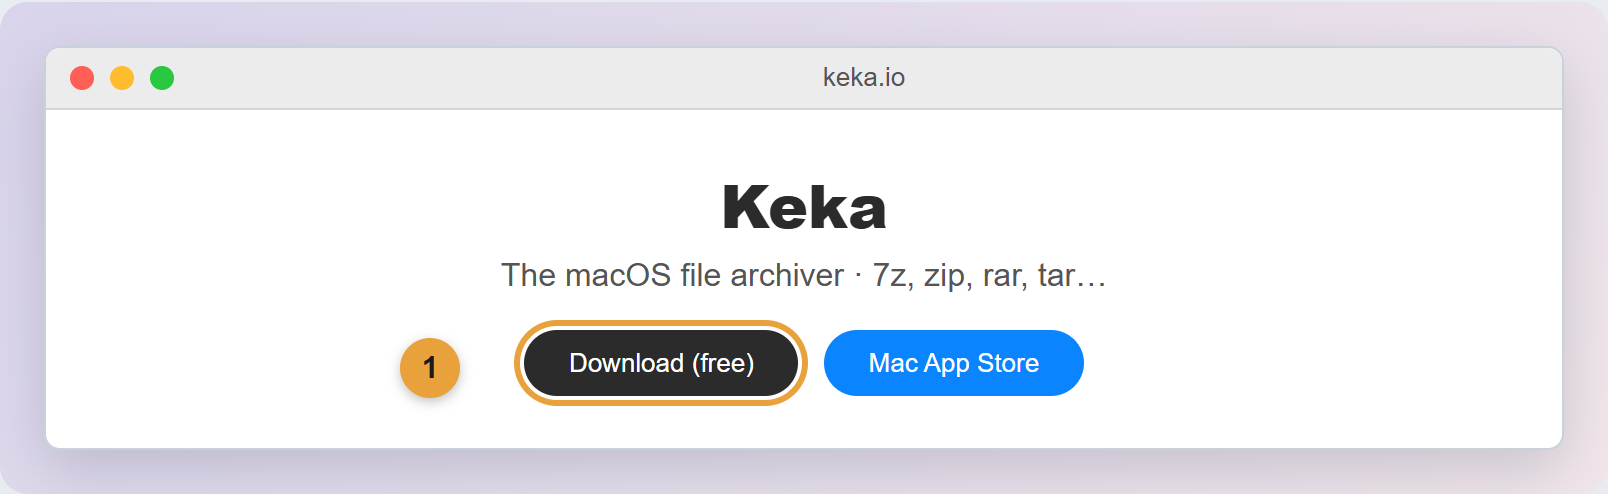 keka.io
Keka
The macOS file archiver · 7z, zip, rar, tar…
1
Download (free)
Mac App Store